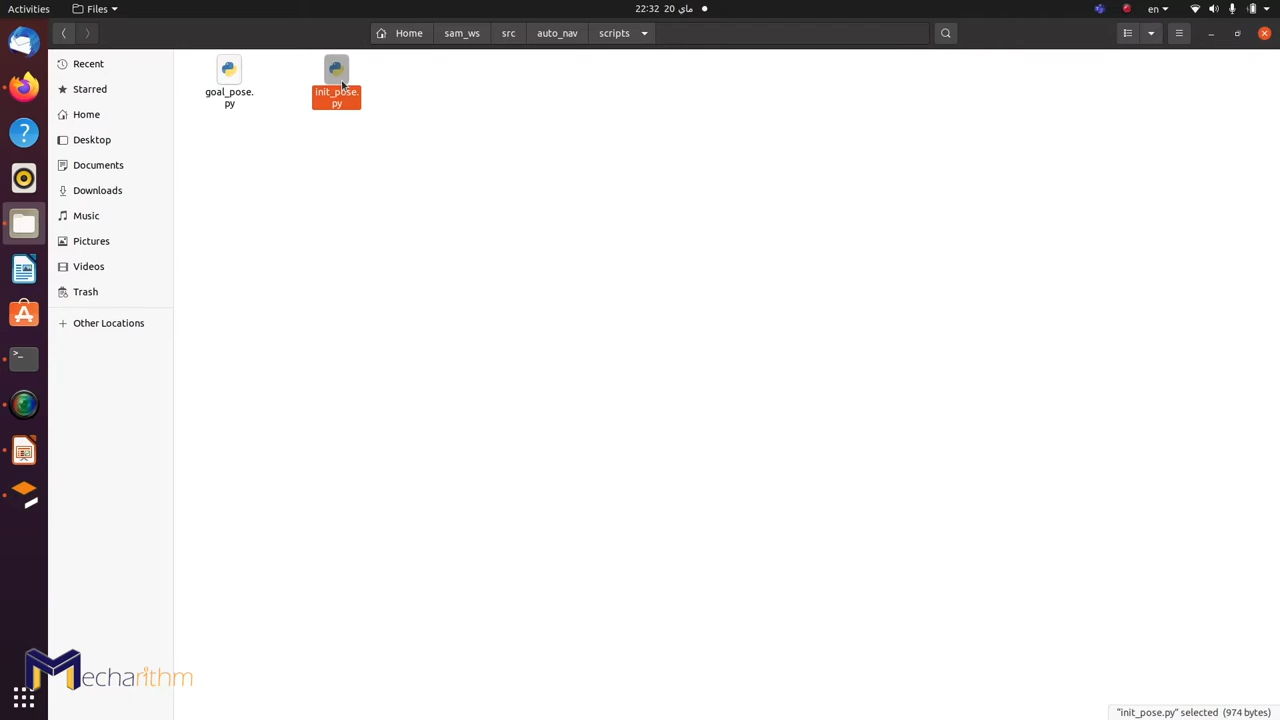 Activities
Files
22:32 20 ماي
en
Home
sam_ws
src
auto_nav
scripts
Recent
Starred
Home
Desktop
Documents
Downloads
Music
Pictures
Videos
Trash
Other Locations
goal_pose.
py
init_pose.
py
Mecharithm
"init_pose.py" selected (974 bytes)